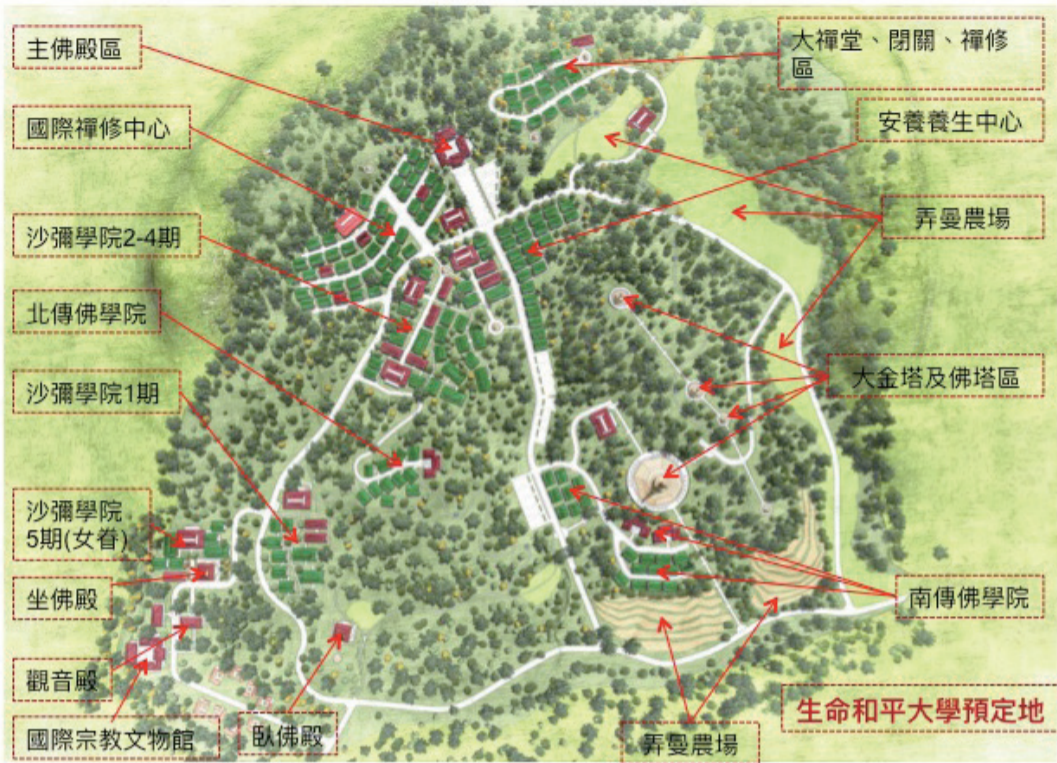 主佛殿區
國際禪修中心
沙彌學院2-4期
北傳佛學院
沙彌學院1期
沙彌學院
5期(女眷)
坐佛殿
觀音殿
國際宗教文物館
臥佛殿
大禪堂、閉關、禪修
區
安養養生中心
弄曼農場
大金塔及佛塔區
南傳佛學院
生命和平大學預定地
弄曼農場